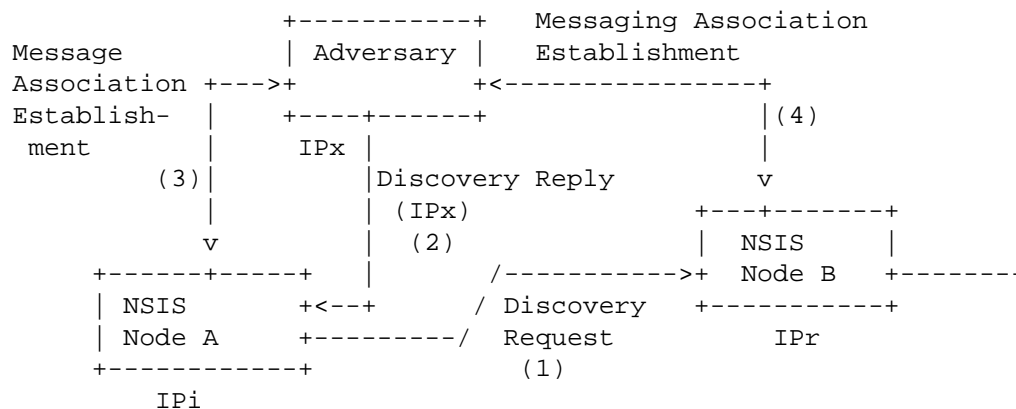 +-----------+   Messaging Association
Message                | Adversary |   Establishment
Association +--->+           +<----------------+
Establish-   |    +----+------+                 |(4)
 ment        |     IPx |                        |
          (3)|         |Discovery Reply         v
             |         | (IPx)             +---+-------+
             v         |  (2)              |  NSIS     |
      +------+-----+   |       /----------->+  Node B   +--------
      | NSIS       +<--+      / Discovery  +-----------+
      | Node A     +---------/  Request         IPr
      +------------+             (1)
         IPi